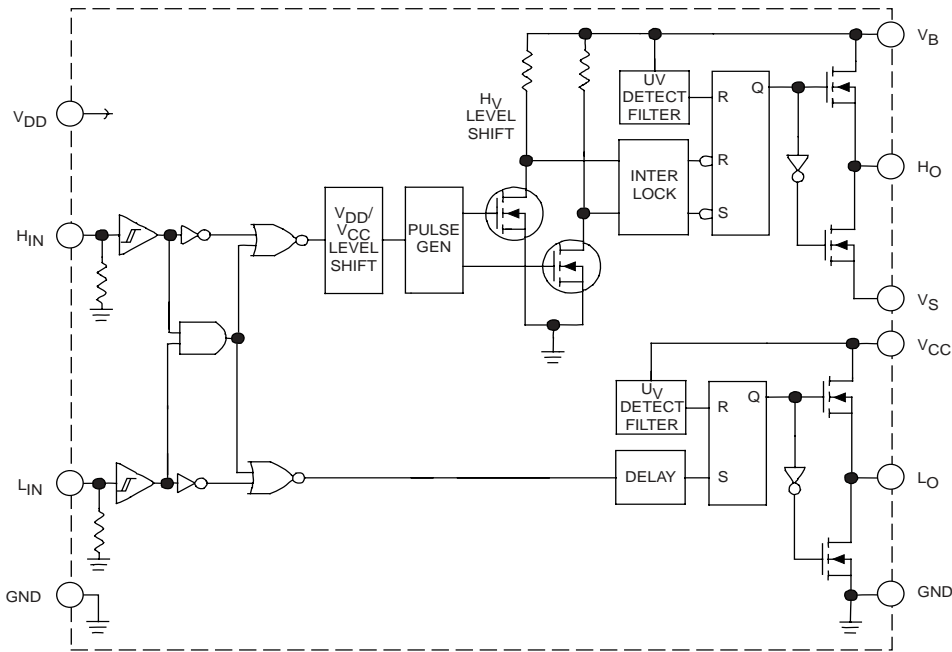 VB
UV
DETECT
FILTER
R
Q
HV
LEVEL
SHIFT
VDD
HO
R
INTER
LOCK
S
HIN
VDD/
VCC
LEVEL
SHIFT
PULSE
GEN
VS
VCC
UV
DETECT
FILTER
R
Q
LIN
DELAY
S
LO
GND
GND